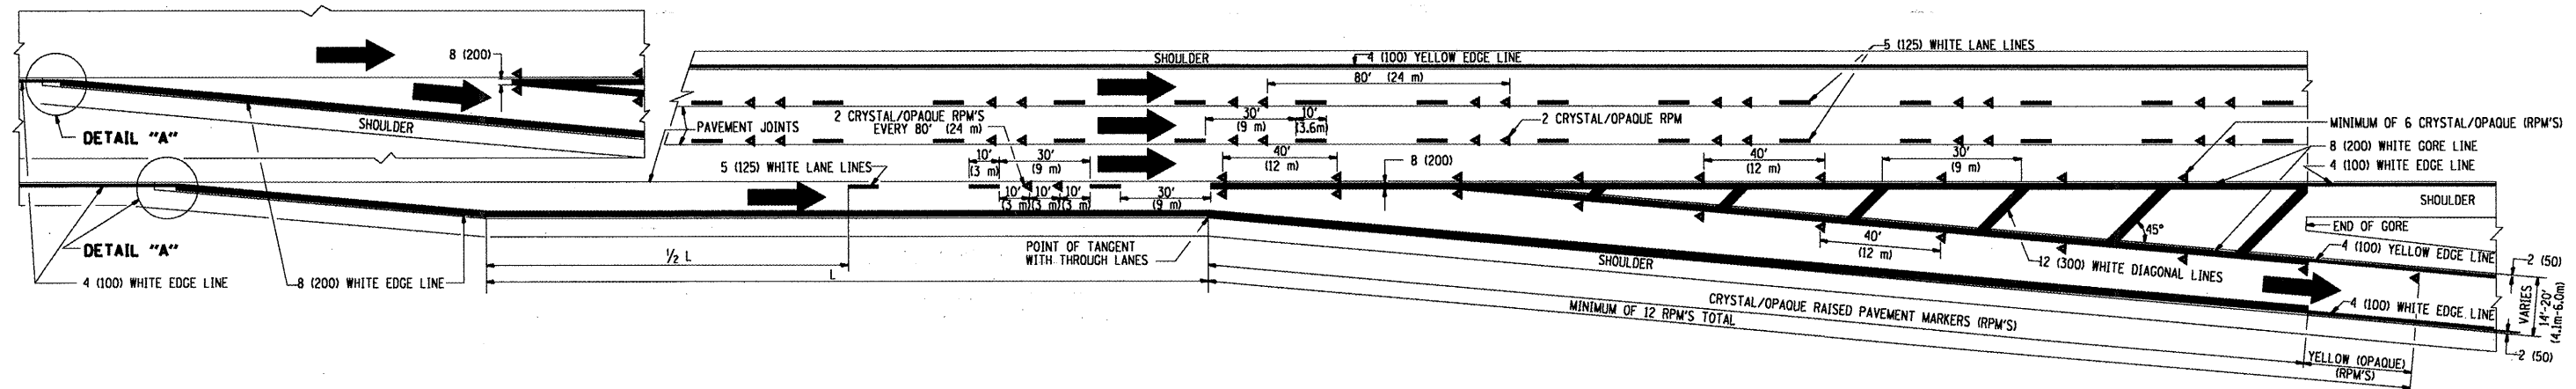 8 (200)
DETAIL "A"
SHOULDER
DETAIL "A"
4 (100) WHITE EDGE LINE
8 (200) WHITE EDGE LINE
SHOULDER
4 (100) YELLOW EDGE LINE
5 (125) WHITE LANE LINES
80' (24 m)
PAVEMENT JOINTS
2 CRYSTAL/OPAQUE RPM'S
EVERY 80' (24 m)
30'
(9 m)
10'
(3.6m)
2 CRYSTAL/OPAQUE RPM
MINIMUM OF 6 CRYSTAL/OPAQUE (RPM'S)
8 (200) WHITE GORE LINE
4 (100) WHITE EDGE LINE
5 (125) WHITE LANE LINES
10'
(3 m)
30'
(9 m)
40'
(12 m)
8 (200)
40'
(12 m)
30'
(9 m)
10'
(3 m)
10'
(3 m)
10'
(3 m)
30'
(9 m)
SHOULDER
END OF GORE
45°
40'
(12 m)
POINT OF TANGENT
WITH THROUGH LANES
½ L
L
SHOULDER
12 (300) WHITE DIAGONAL LINES
4 (100) YELLOW EDGE LINE
2 (50)
VARIES
14'-20'
(4.1m-6.0m)
4 (100) WHITE EDGE LINE
2 (50)
CRYSTAL/OPAQUE RAISED PAVEMENT MARKERS (RPM'S)
MINIMUM OF 12 RPM'S TOTAL
YELLOW (OPAQUE)
(RPM'S)